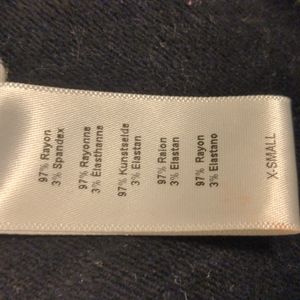 97% Rayon
3% Spandex
97% Rayonne
3% Elasthanne
97% Kunstseide
3% Elastan
97% Raion
3% Elastan
97% Rayon
3% Elastano
X-SMALL